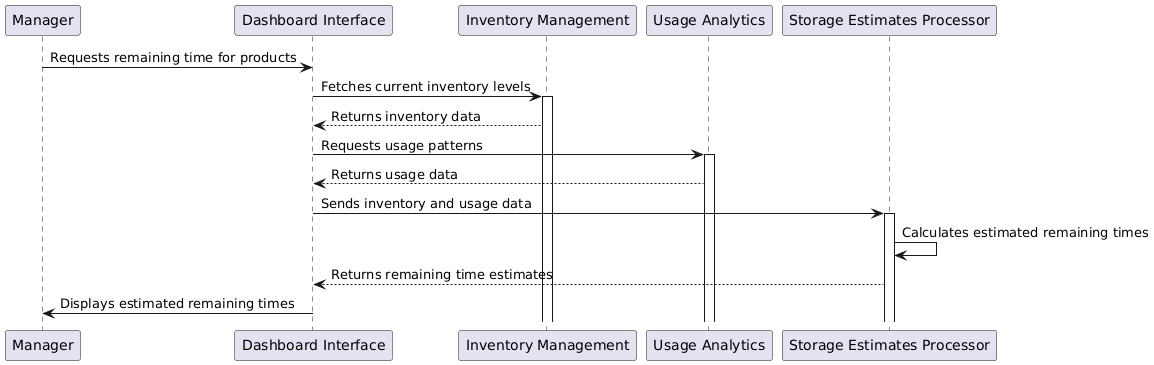 Manager
Dashboard Interface
Inventory Management
Usage Analytics
Storage Estimates Processor
Requests remaining time for products
Fetches current inventory levels
Returns inventory data
Requests usage patterns
Returns usage data
Sends inventory and usage data
Calculates estimated remaining times
Returns remaining time estimates
Displays estimated remaining times
Manager
Dashboard Interface
Inventory Management
Usage Analytics
Storage Estimates Processor